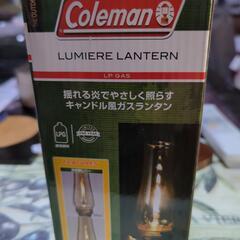 Coleman
LUMIERE LANTERN
LP GAS
揺れる炎でやさしく照らす
キャンドル風ガスランタン
LPG